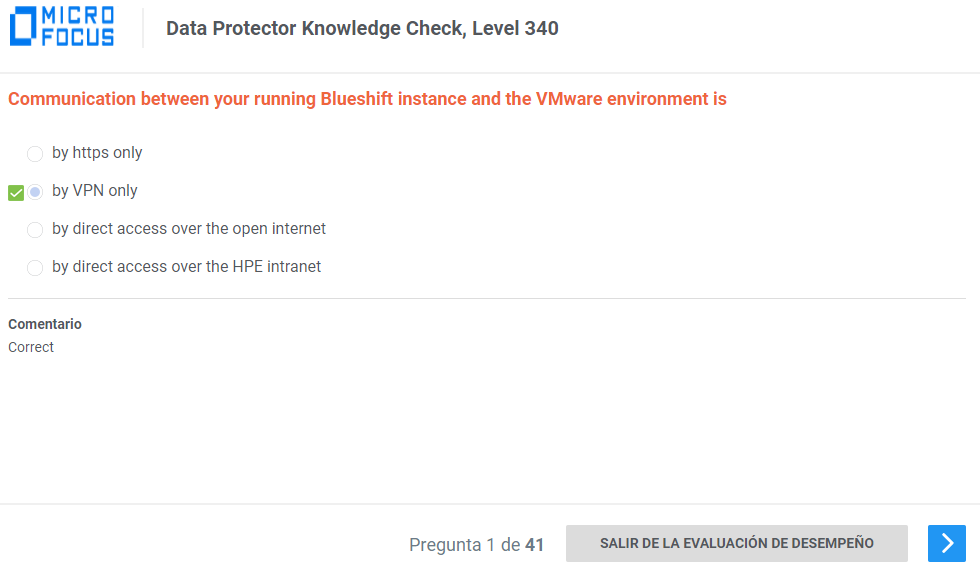 MICRO
FOCUS
Data Protector Knowledge Check, Level 340
Communication between your running Blueshift instance and the VMware environment is
by https only
by VPN only
by direct access over the open internet
by direct access over the HPE intranet
Comentario
Correct
Pregunta 1 de 41
SALIR DE LA EVALUACIÓN DE DESEMPEÑO